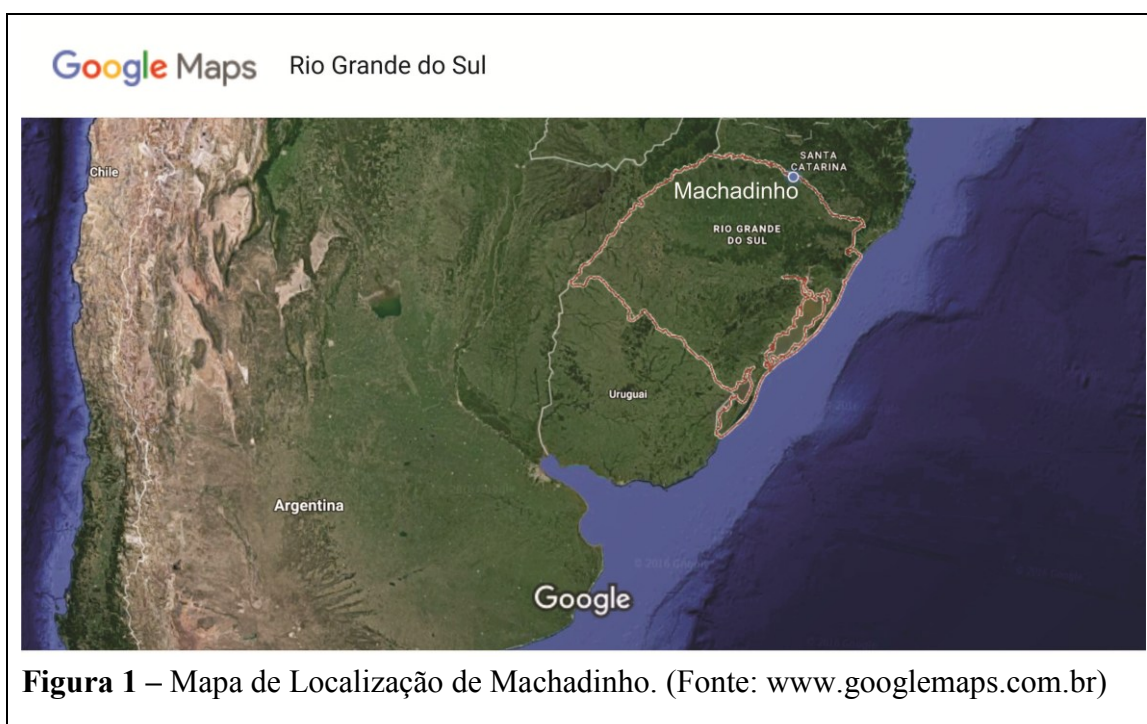 Google Maps Rio Grande do Sul
Chile
SANTA
CATARINA
Machadinho
RIO GRANDE
DO SUL
Uruguai
Argentina
Google
Figura 1 – Mapa de Localização de Machadinho. (Fonte: www.googlemaps.com.br)